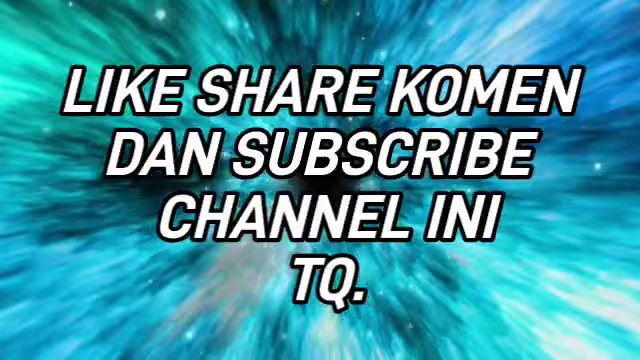 LIKE SHARE KOMEN
DAN SUBSCRIBE
CHANNEL INI
TQ.